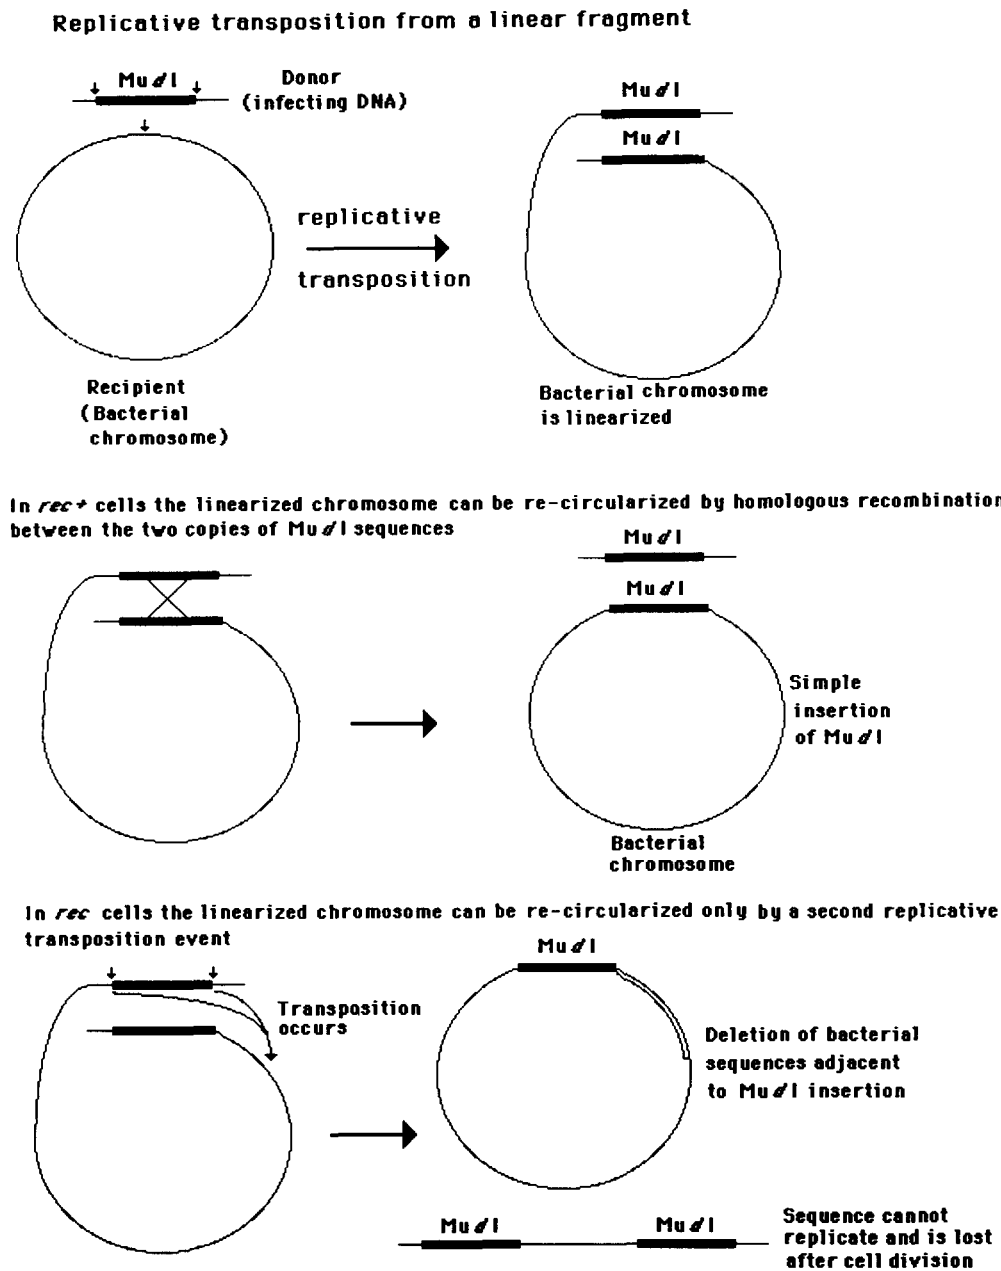 Replicative transposition from a linear fragment
Mu d I
Donor
(infecting DNA)
Mu d I
Mu d I
replicative
transposition
Recipient
(Bacterial
chromosome)
Bacterial chromosome
is linearized
In rec+ cells the linearized chromosome can be re-circularized by homologous recombination
between the two copies of Mu d I sequences
Mu d I
Mu d I
Simple
insertion
of Mu d I
Bacterial
chromosome
In rec cells the linearized chromosome can be re-circularized only by a second replicative
transposition event
Mu d I
Transposition
occurs
Deletion of bacterial
sequences adjacent
to Mu d I insertion
Mu d I
Mu d I
Sequence cannot
replicate and is lost
after cell division